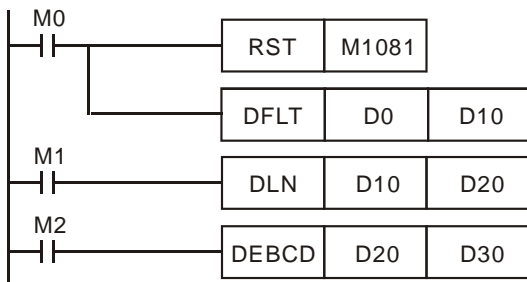 M0
RST M1081
DFLT D0 D10
M1
DLN D10 D20
M2
DEBCD D20 D30